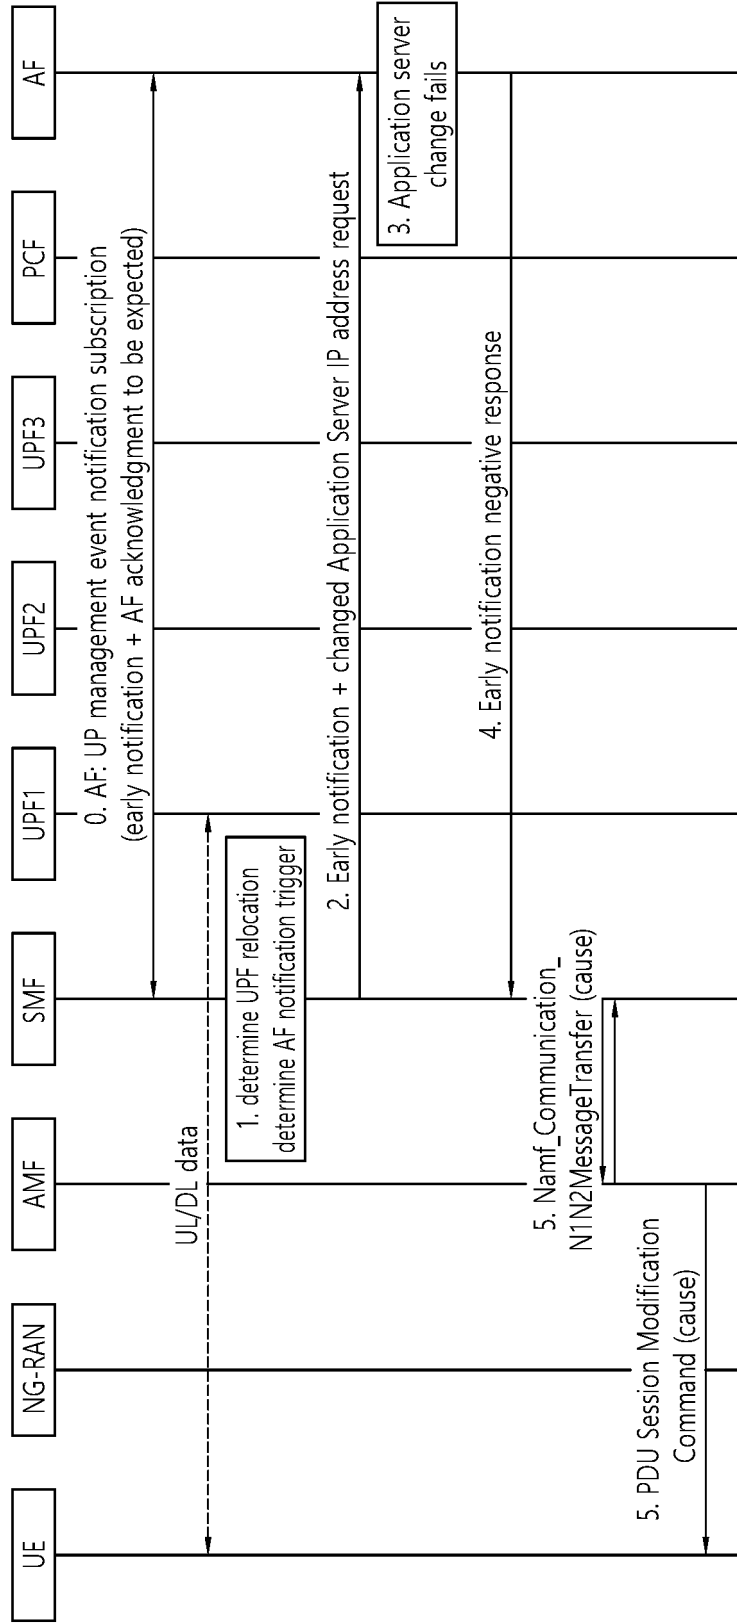 UE
NG-RAN
AMF
SMF
UPF1
UPF2
UPF3
PCF
AF
0. AF: UP management event notification subscription
(early notification + AF acknowledgment to be expected)
UL/DL data
1. determine UPF relocation
determine AF notification trigger
2. Early notification + changed Application Server IP address request
3. Application server
change fails
4. Early notification negative response
5. Namf_Communication_
N1N2MessageTransfer (cause)
5. PDU Session Modification
Command (cause)